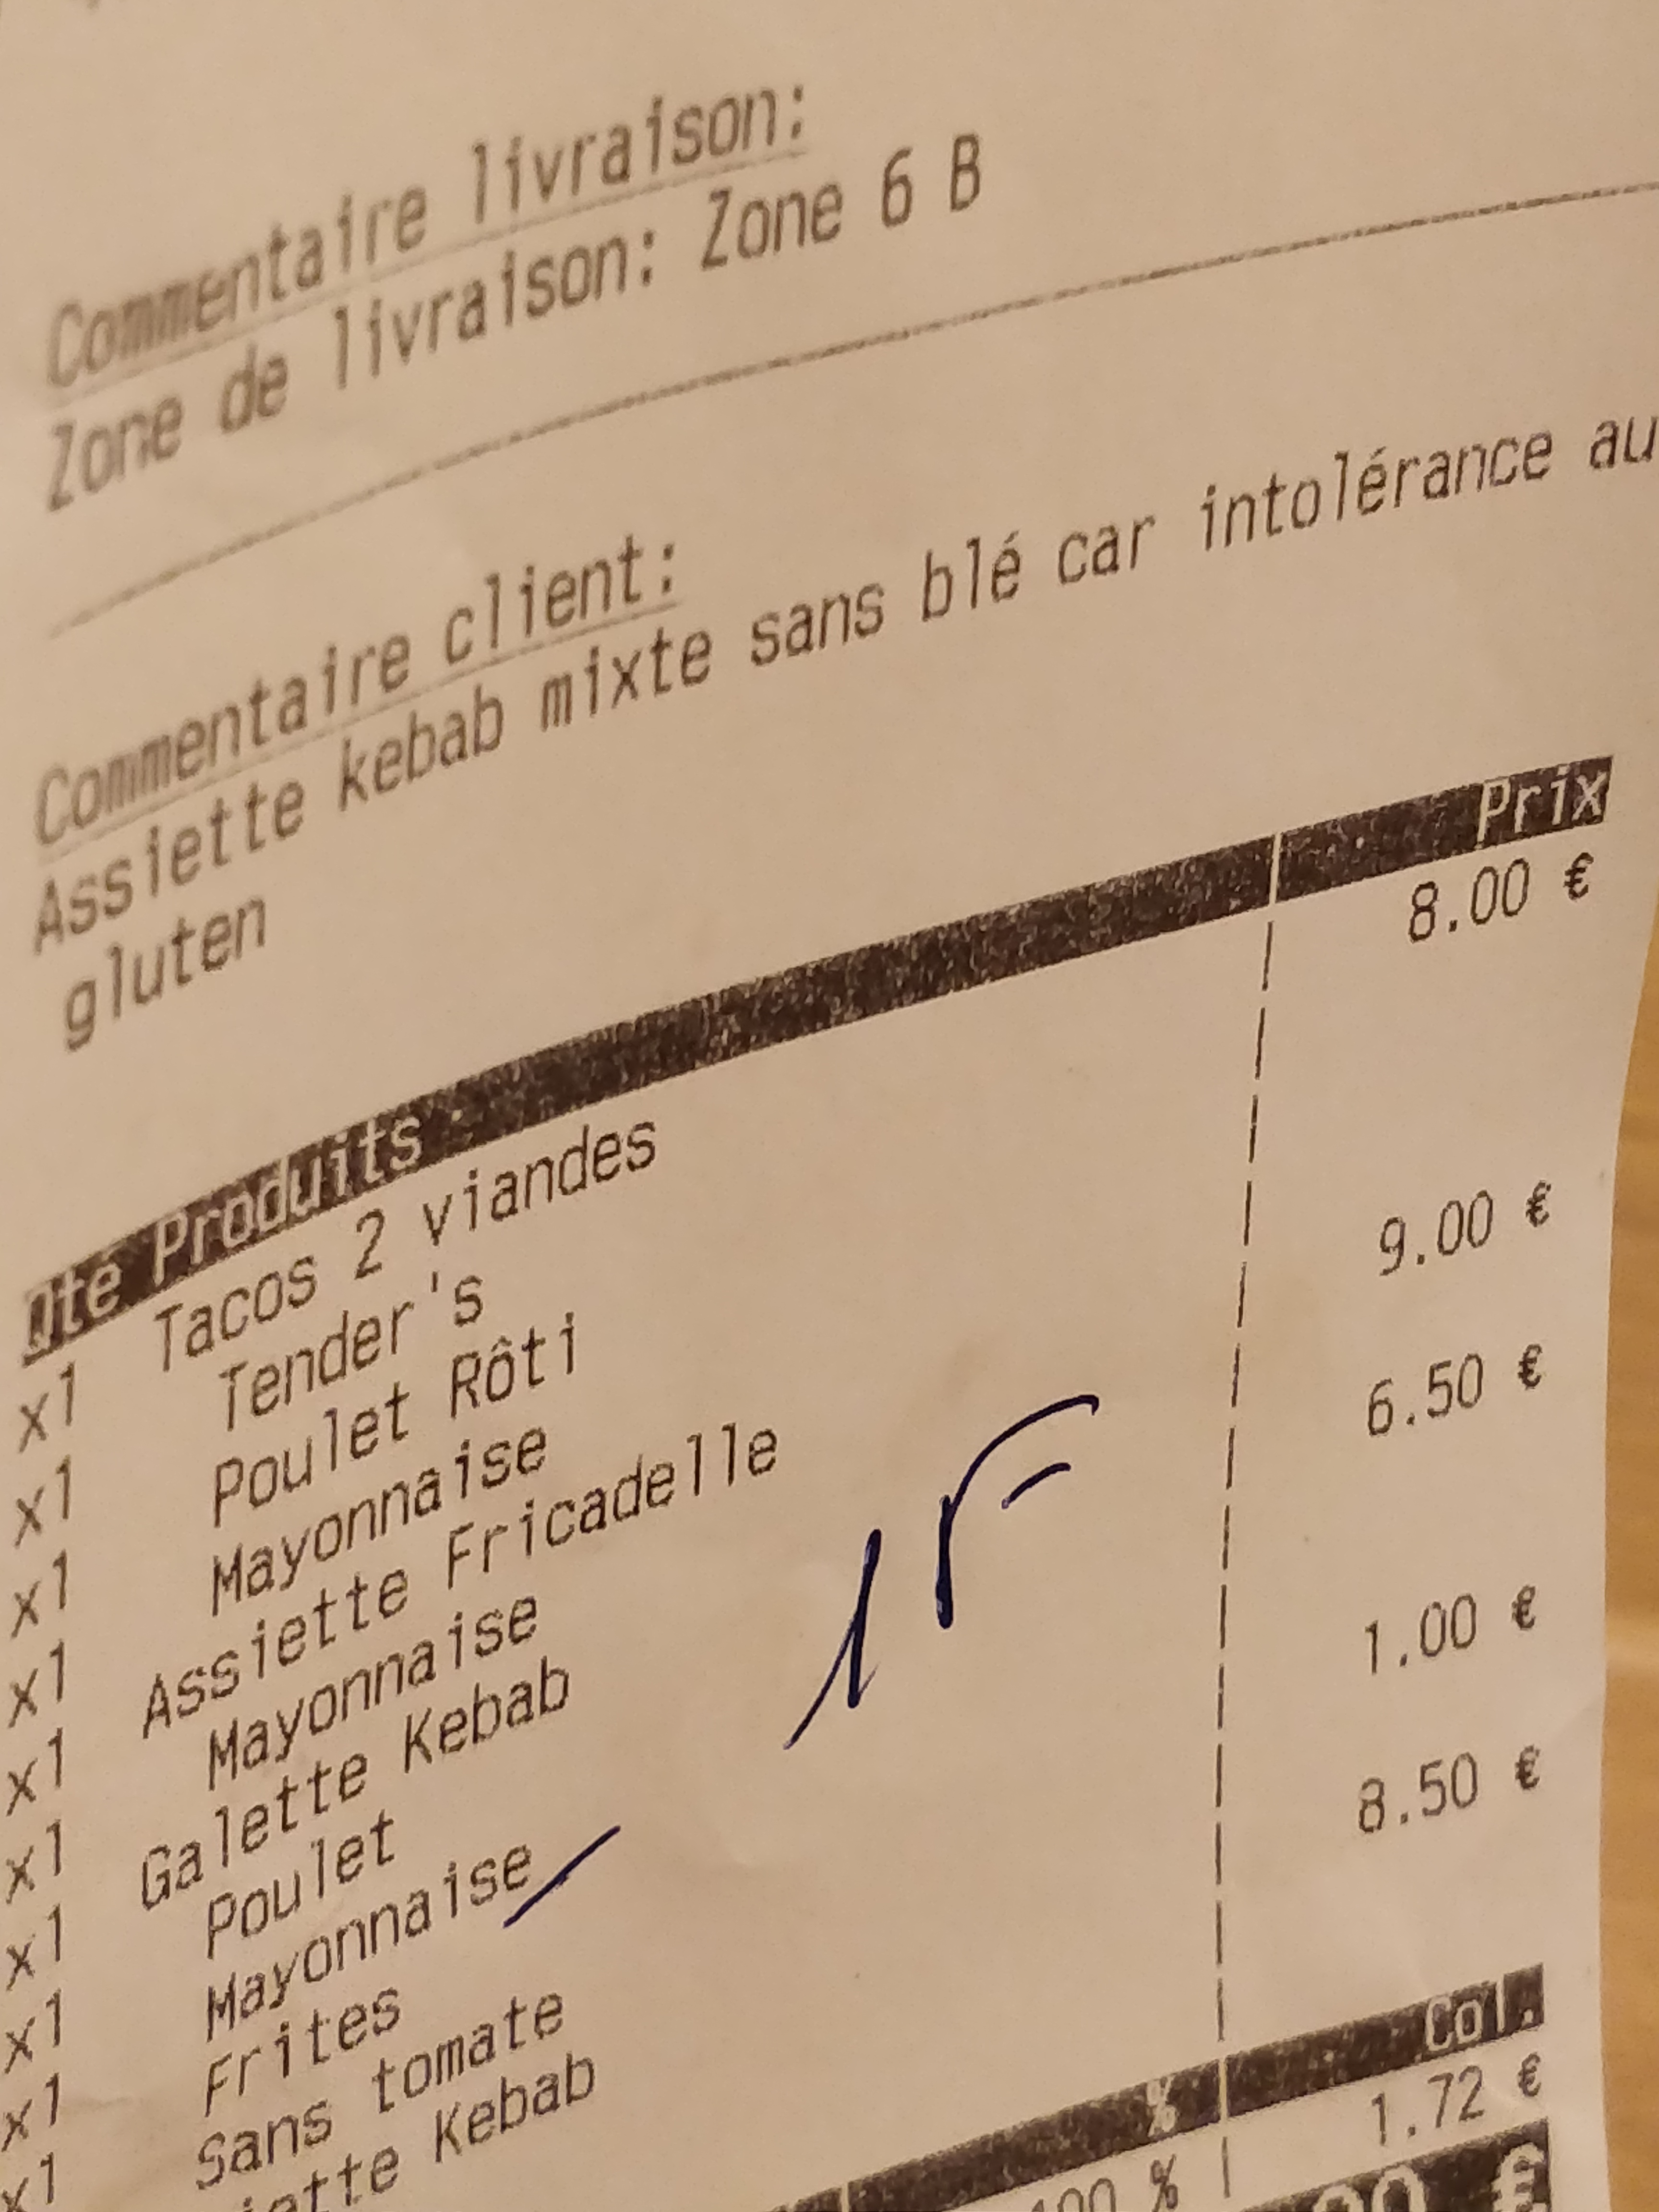 Commentaire livraison:
Zone de livraison: Zone 6 B
Commentaire client:
Assiette kebab mixte sans blé car intolérance au
gluten
Qté Produits Prix
x1 Tacos 2 viandes 8.00 €
x1 Tender's
x1 Poulet Rôti
x1 Mayonnaise
x1 Assiette Fricadelle 9.00 €
x1 Mayonnaise
x1 Galette Kebab 6.50 €
x1 Poulet
x1 Mayonnaise
x1 Frites 1.00 €
Sans tomate
Kebab 8.50 €
% Col.
% 1.72 €
€